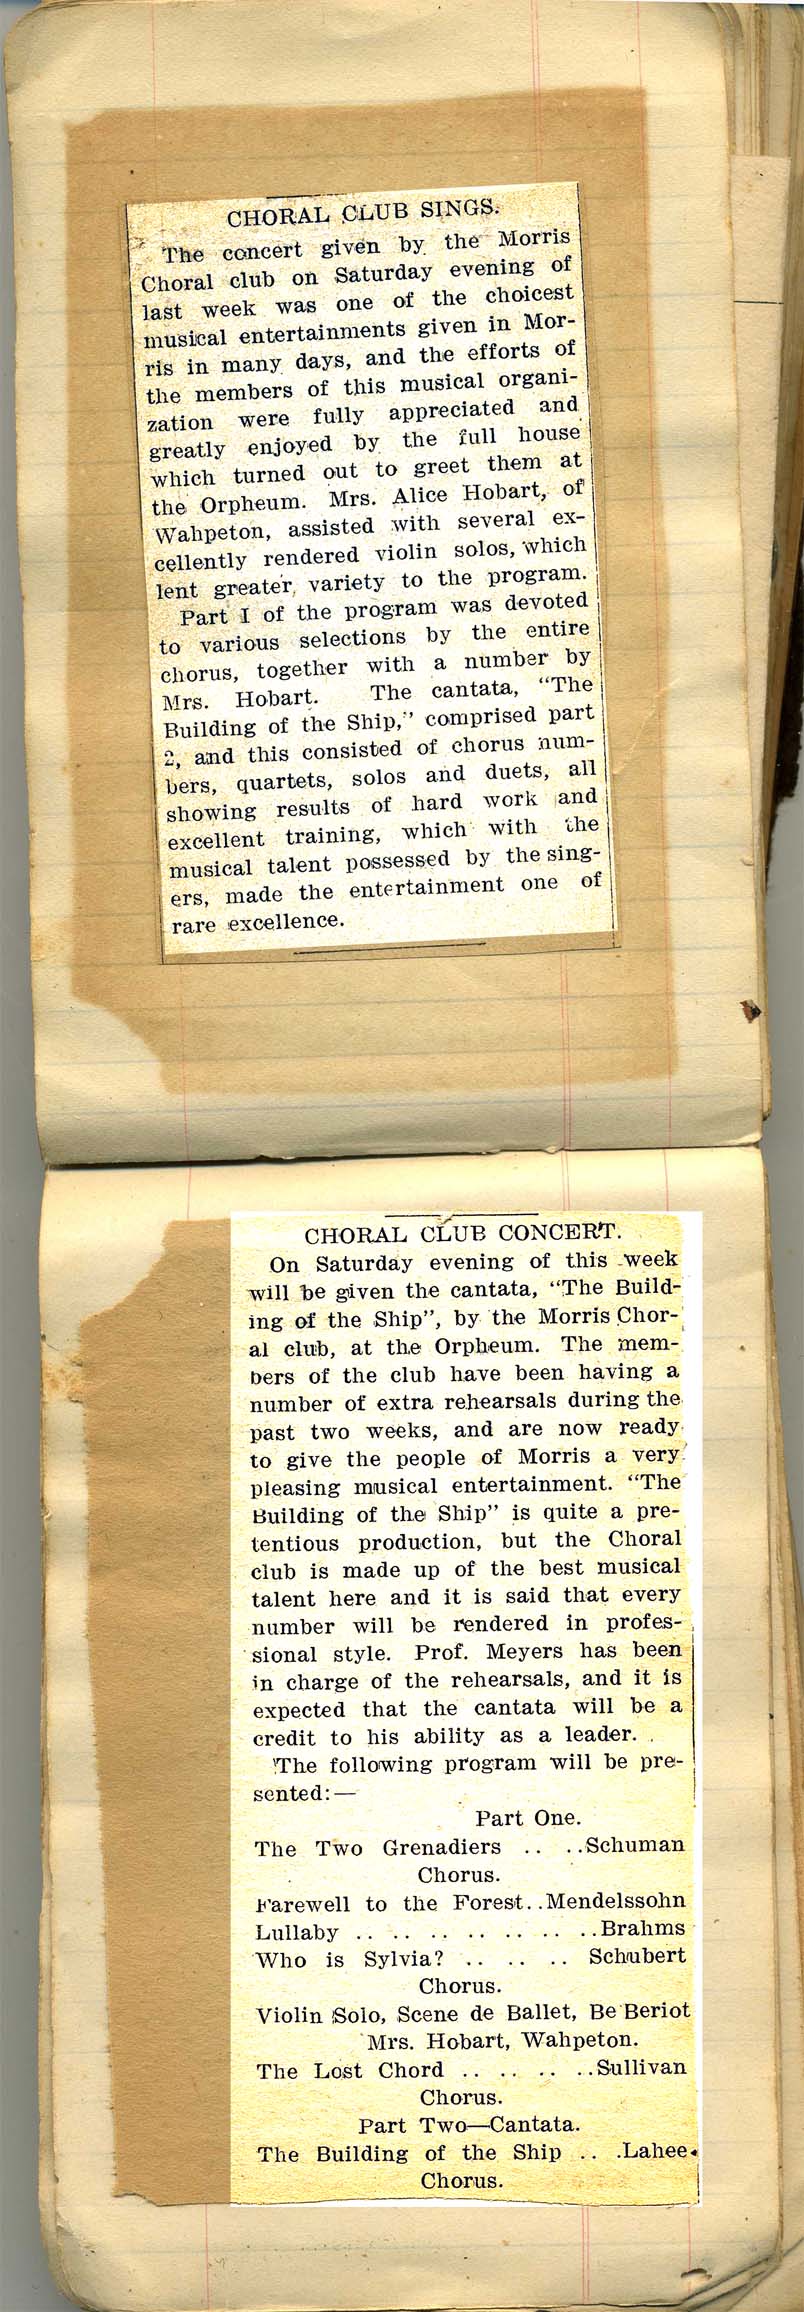 CHORAL CLUB SINGS.
The concert given by the Morris
Choral club on Saturday evening of
last week was one of the choicest
musical entertainments given in Mor-
ris in many days, and the efforts of
the members of this musical organi-
zation were fully appreciated and
greatly enjoyed by the full house
which turned out to greet them at
the Orpheum. Mrs. Alice Hobart, of
Wahpeton, assisted with several ex-
cellently rendered violin solos, which
lent greater variety to the program.
Part I of the program was devoted
to various selections by the entire
chorus, together with a number by
Mrs. Hobart. The cantata, "The
Building of the Ship," comprised part
2, and this consisted of chorus num-
bers, quartets, solos and duets, all
showing results of hard work and
excellent training, which with the
musical talent possessed by the sing-
ers, made the entertainment one of
rare excellence.
CHORAL CLUB CONCERT.
On Saturday evening of this week
will be given the cantata, "The Build-
ing of the Ship", by the Morris Chor-
al club, at the Orpheum. The mem-
bers of the club have been having a
number of extra rehearsals during the
past two weeks, and are now ready
to give the people of Morris a very
pleasing musical entertainment. "The
Building of the Ship" is quite a pre-
tentious production, but the Choral
club is made up of the best musical
talent here and it is said that every
number will be rendered in profes-
sional style. Prof. Meyers has been
in charge of the rehearsals, and it is
expected that the cantata will be a
credit to his ability as a leader.
The following program will be pre-
sented:—
Part One.
The Two Grenadiers .. ..Schuman
Chorus.
Farewell to the Forest..Mendelssohn
Lullaby .. .. .. .. .. .. ..Brahms
Who is Sylvia? .. .. .. Schubert
Chorus.
Violin Solo, Scene de Ballet, Be Beriot
Mrs. Hobart, Wahpeton.
The Lost Chord .. .. .. ..Sullivan
Chorus.
Part Two—Cantata.
The Building of the Ship .. .Lahee.
Chorus.